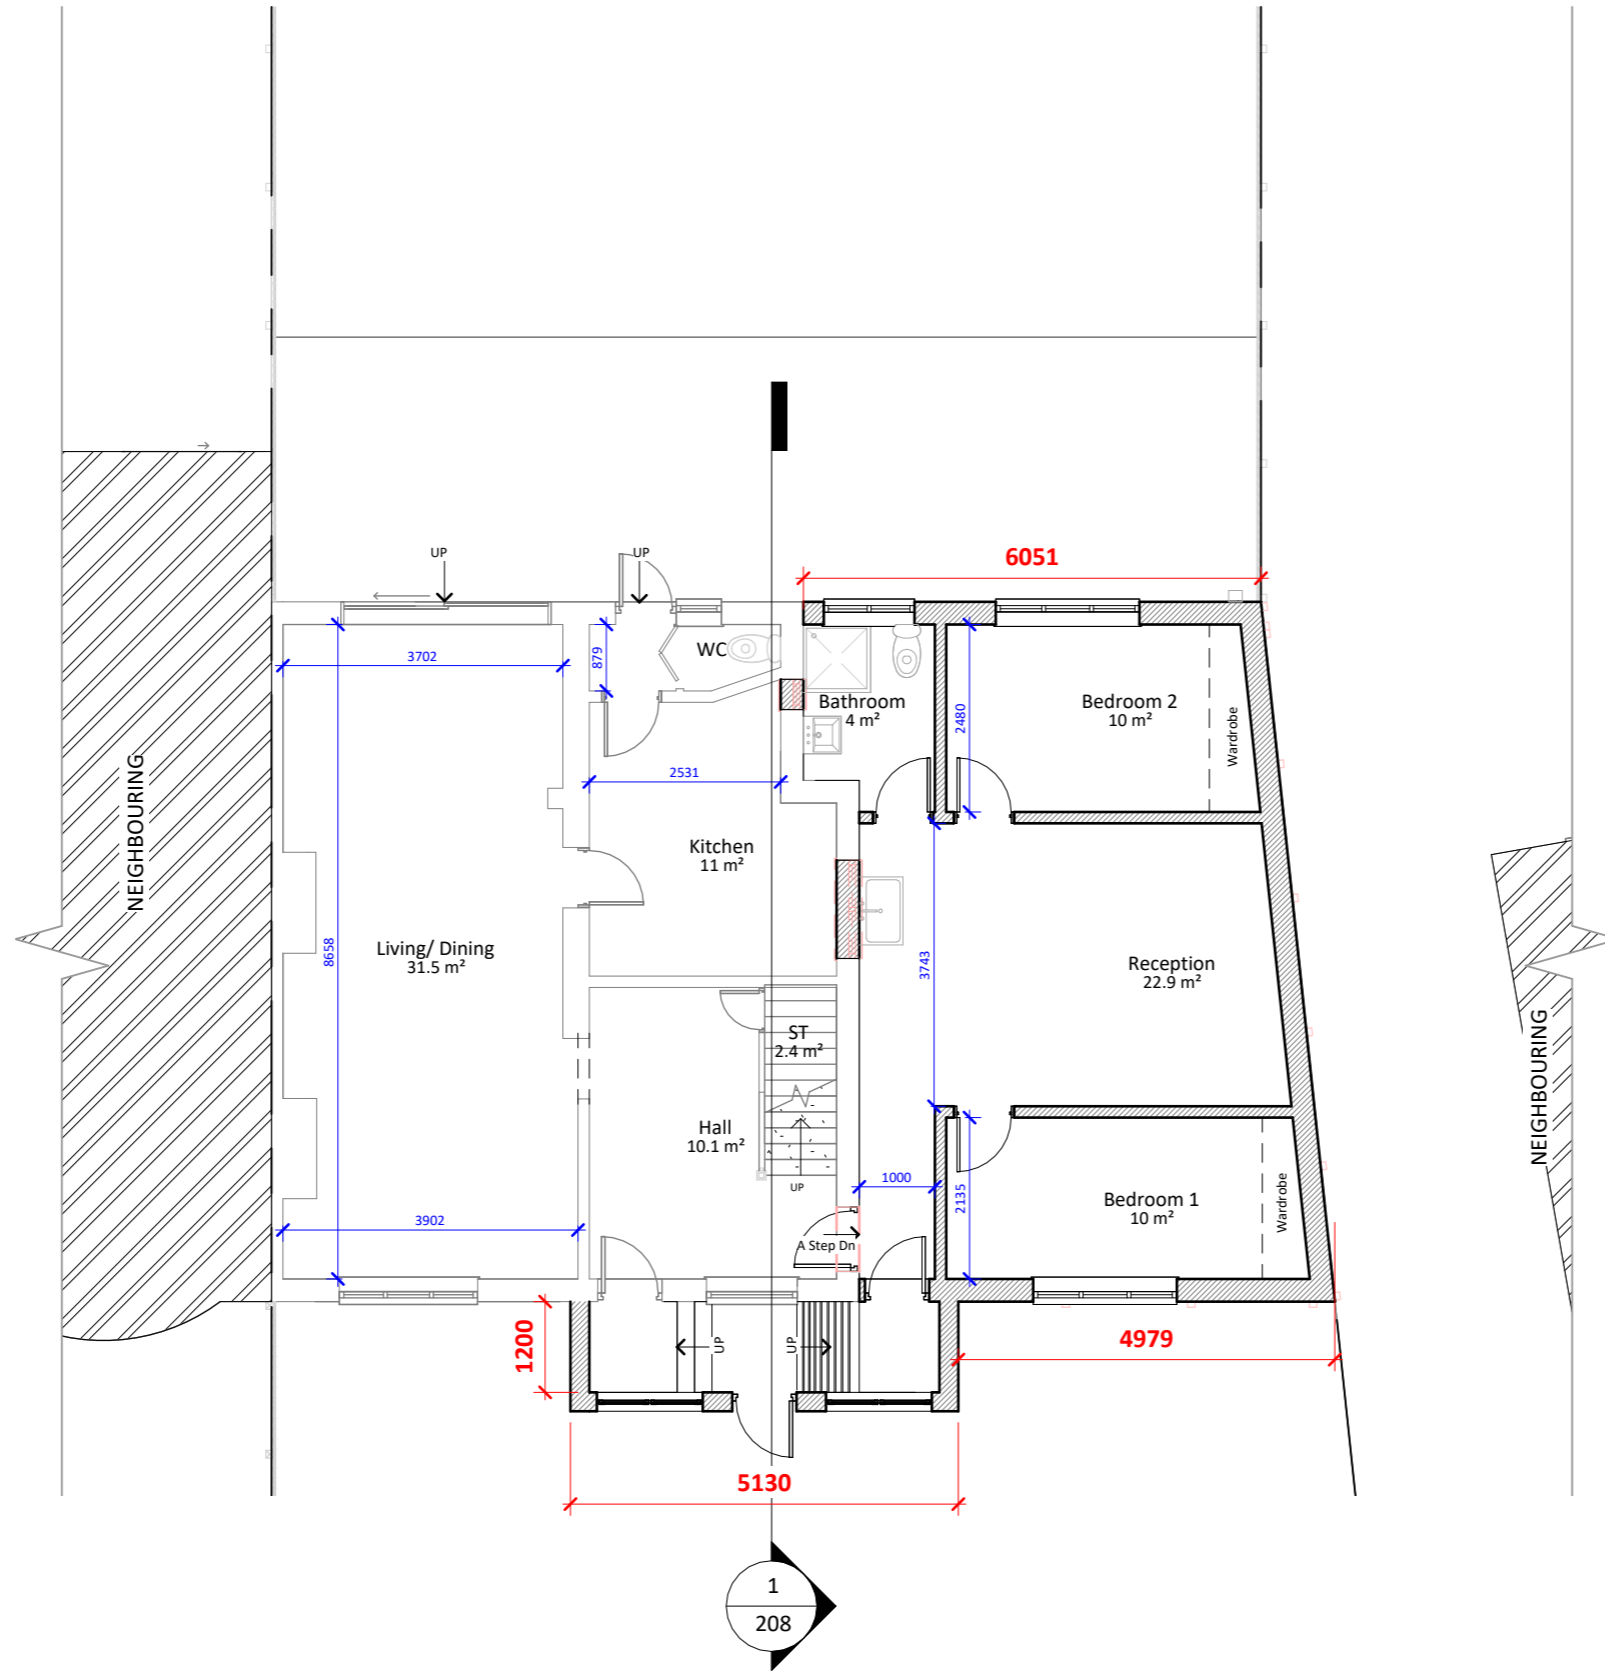 6051
UP
UP
3702
879
WC
Bathroom
4 m²
2480
Bedroom 2
10 m²
Wardrobe
NEIGHBOURING
2531
Kitchen
11 m²
8658
Living/ Dining
31.5 m²
3743
Reception
22.9 m²
ST
2.4 m²
NEIGHBOURING
Hall
10.1 m²
UP
1000
2135
Bedroom 1
10 m²
Wardrobe
3902
A Step Dn
1200
UP
UP
4979
5130
1
208